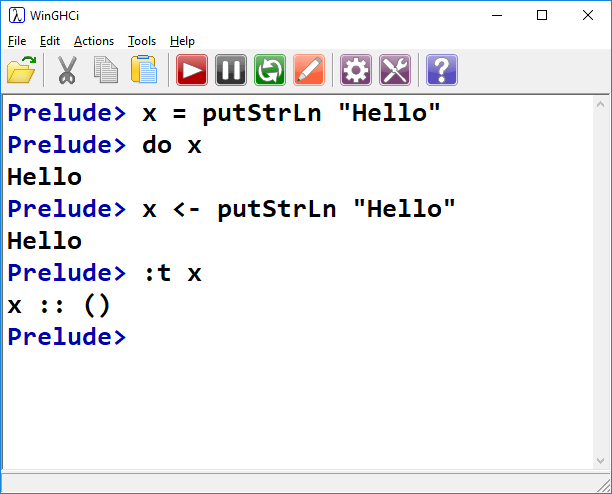 WinGHCi
File Edit Actions Tools Help
Prelude> x = putStrLn "Hello"
Prelude> do x
Hello
Prelude> x <- putStrLn "Hello"
Hello
Prelude> :t x
x :: ()
Prelude>